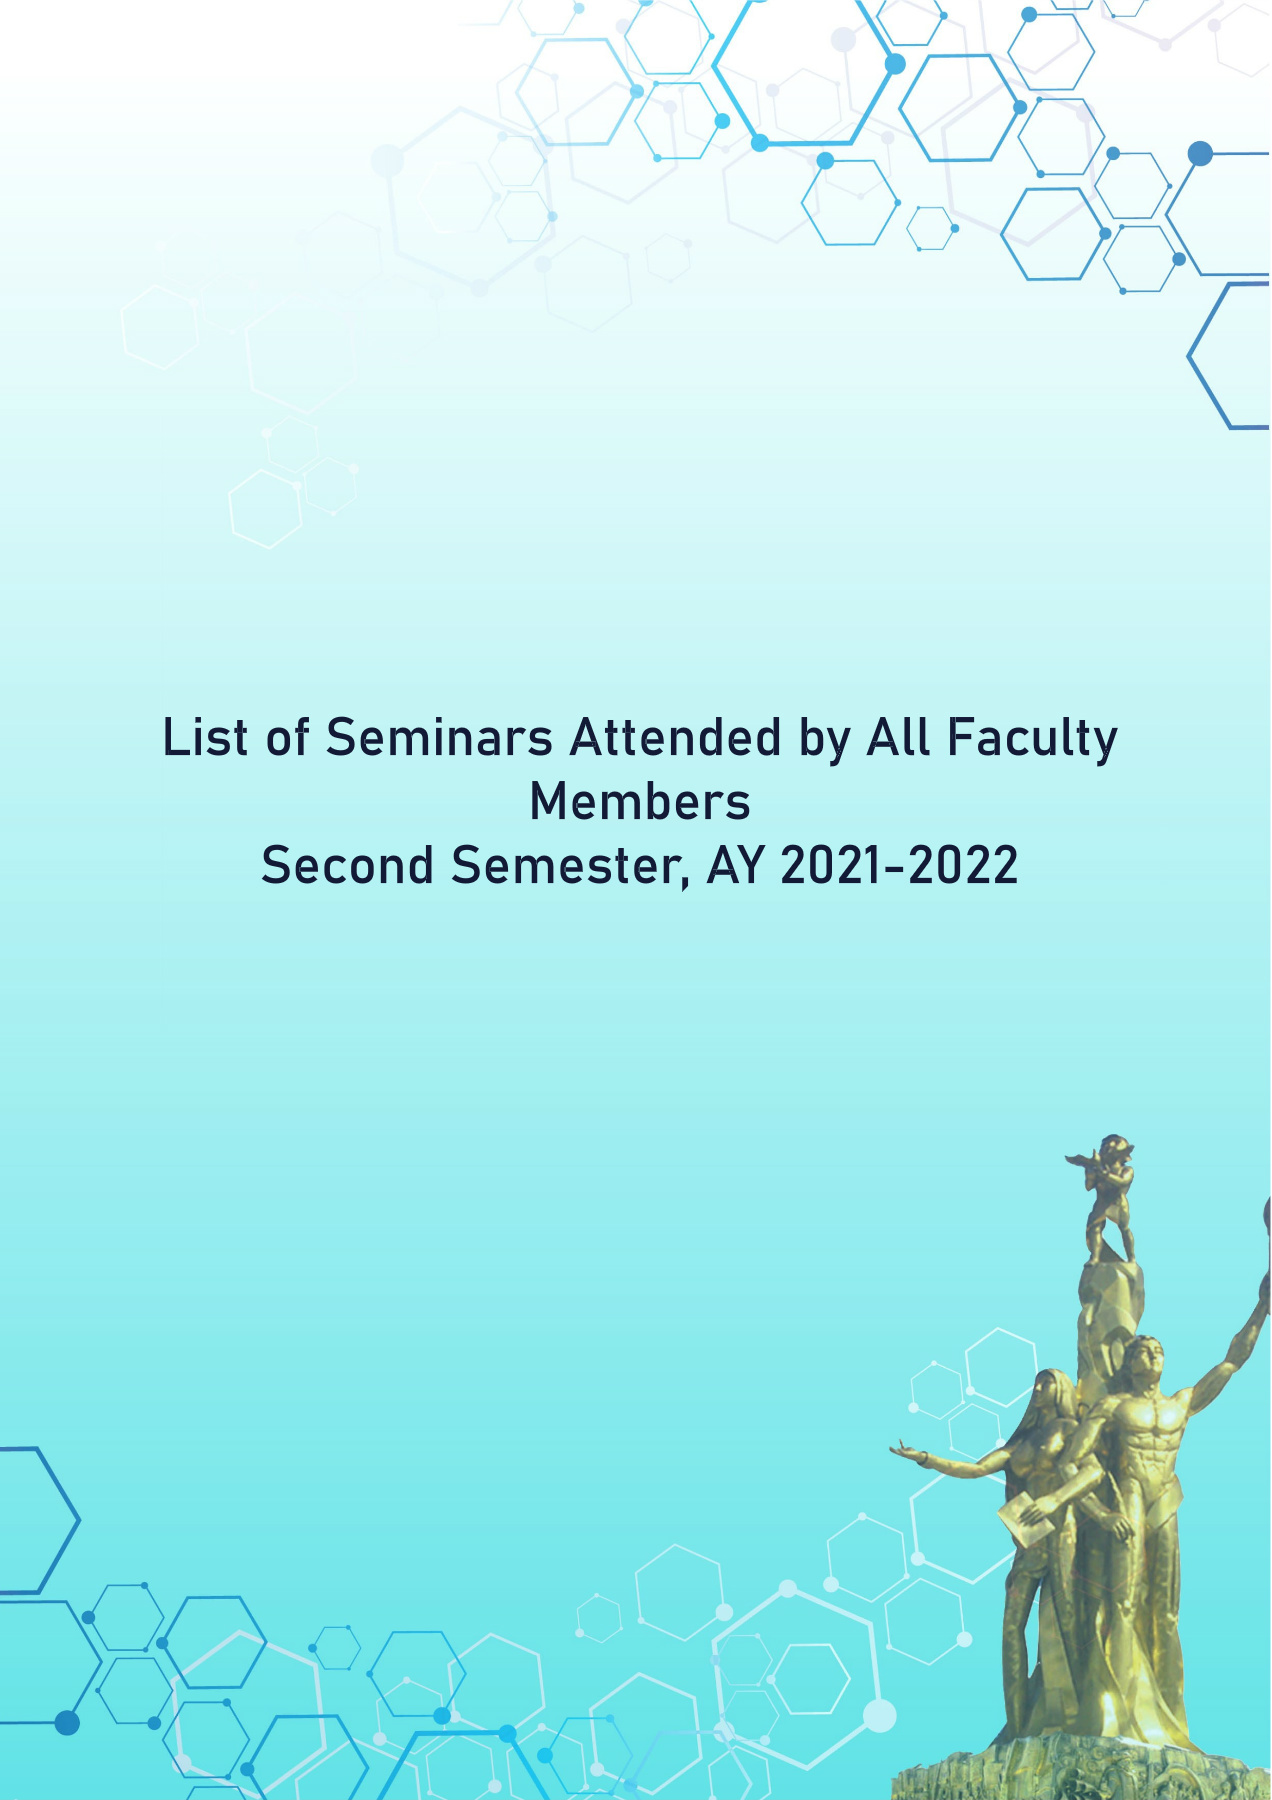 List of Seminars Attended by All Faculty
Members
Second Semester, AY 2021-2022